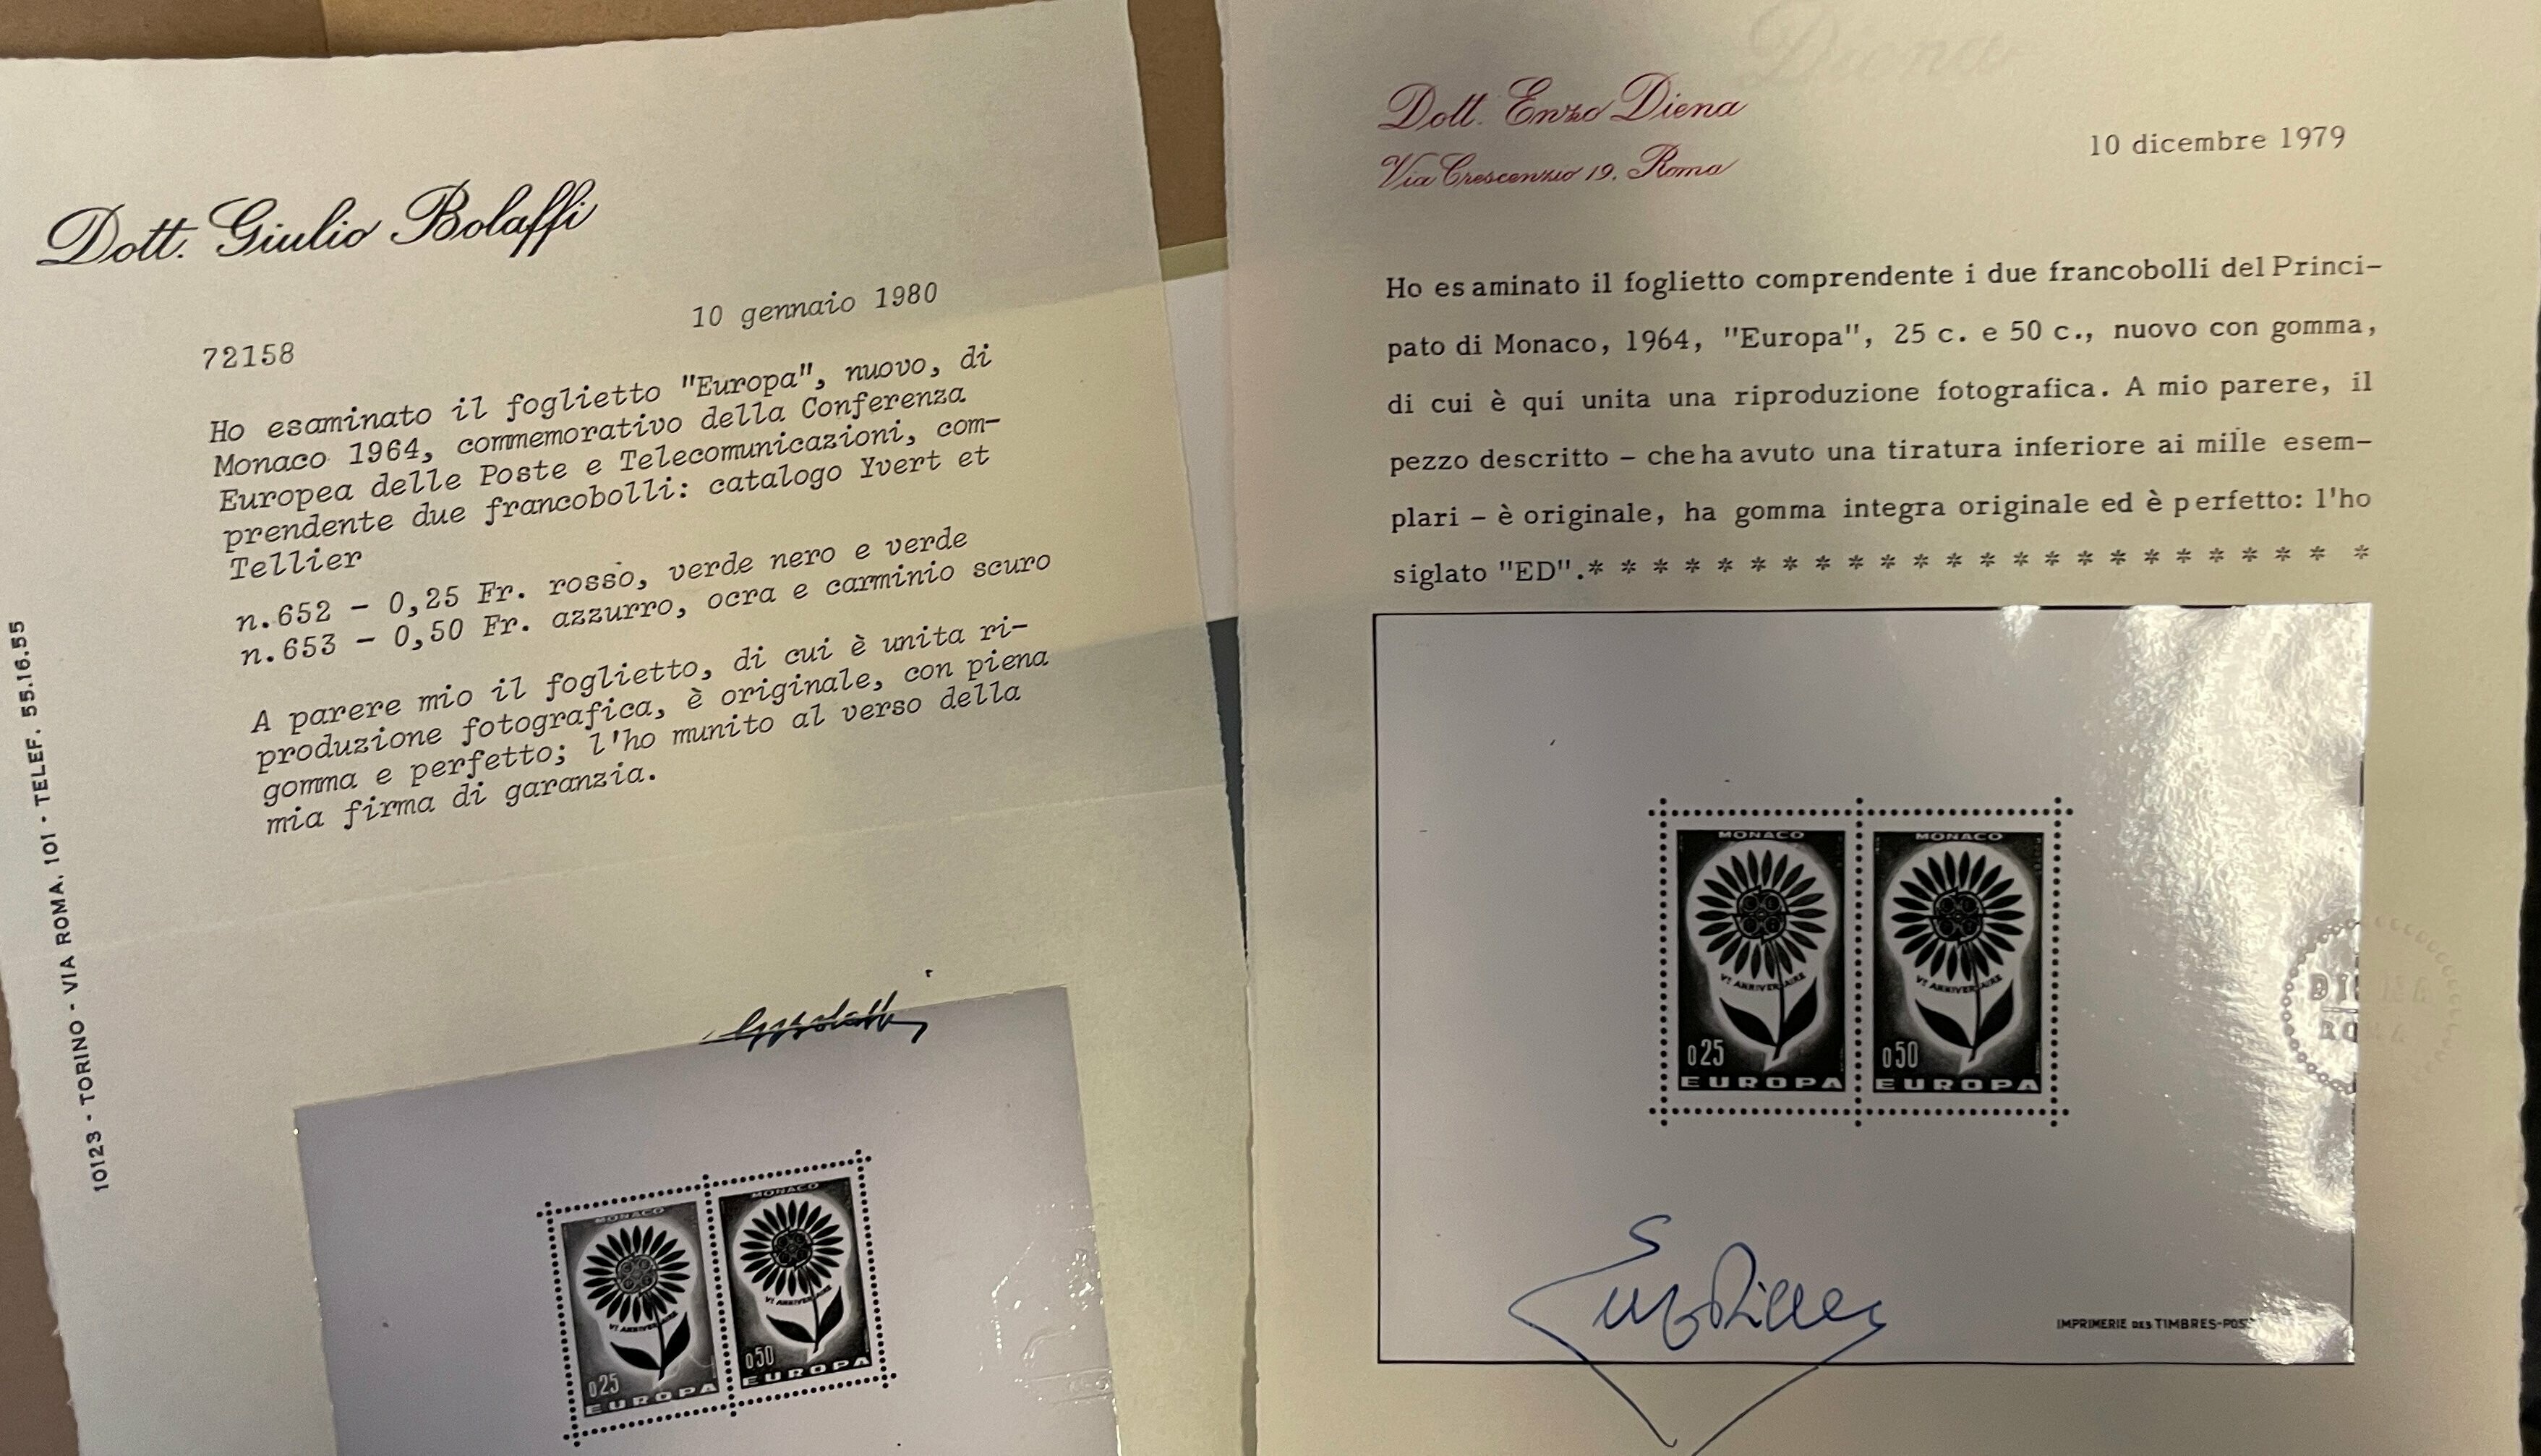 Dott. Giulio Bolaffi
10 gennaio 1980
72158
Ho esaminato il foglietto "Europa", nuovo, di
Monaco 1964, commemorativo della Conferenza
Europea delle Poste e Telecomunicazioni, com-
prendente due francobolli: catalogo Yvert et
Tellier
n.652 - 0,25 Fr. rosso, verde nero e verde
n.653 - 0,50 Fr. azzurro, ocra e carminio scuro
A parere mio il foglietto, di cui è unita ri-
produzione fotografica, è originale, con piena
gomma e perfetto; l'ho munito al verso della
mia firma di garanzia.
10123 - TORINO - VIA ROMA, 101 - TELEF. 55.16.55
MONACO
VI ANNIVERSAIRE
0,25
EUROPA
MONACO
VI ANNIVERSAIRE
0,50
EUROPA
Diena
Dott. Enzo Diena
Via Crescenzio 19, Roma
10 dicembre 1979
Ho esaminato il foglietto comprendente i due francobolli del Princi-
pato di Monaco, 1964, "Europa", 25 c. e 50 c., nuovo con gomma,
di cui è qui unita una riproduzione fotografica. A mio parere, il
pezzo descritto - che ha avuto una tiratura inferiore ai mille esem-
plari - è originale, ha gomma integra originale ed è perfetto: l'ho
siglato "ED".* * * * * * * * * * * * * * * * * * * * * * * *
MONACO
VI ANNIVERSAIRE
0,25
EUROPA
MONACO
VI ANNIVERSAIRE
0,50
EUROPA
DIENA
ROMA
IMPRIMERIE DES TIMBRES-POS